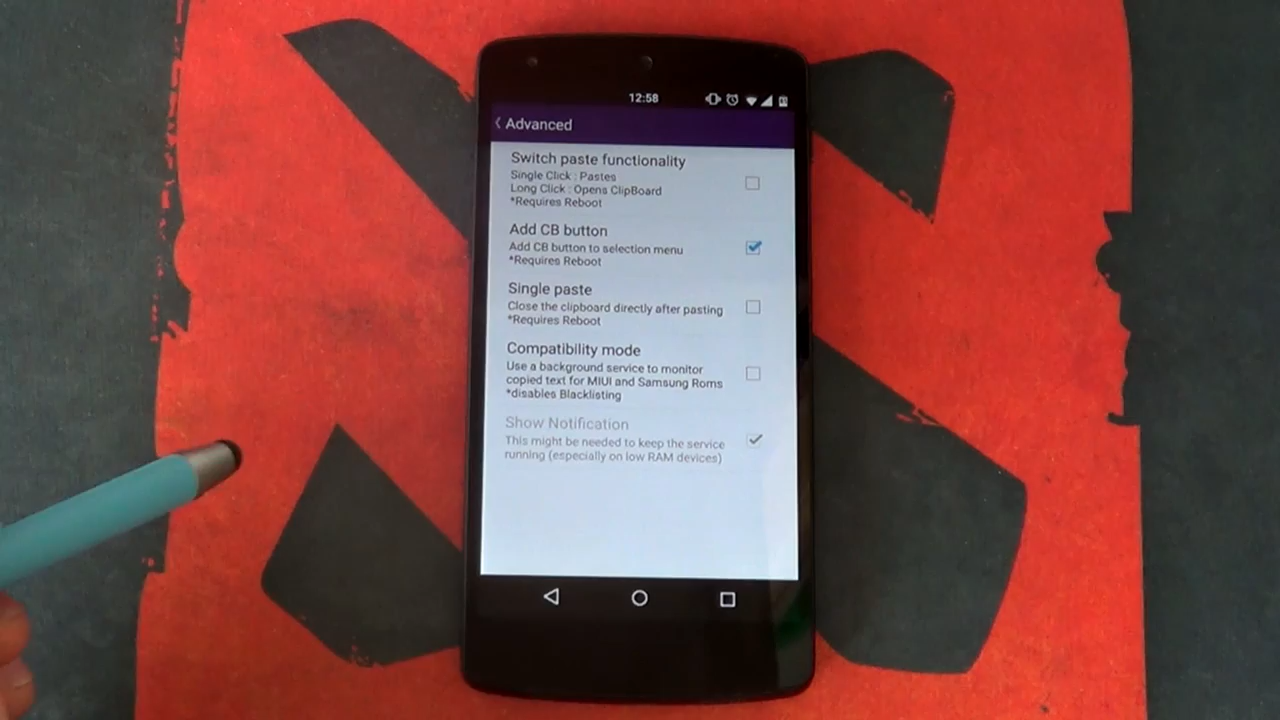 12:58
Advanced
Switch paste functionality
Single Click : Pastes
Long Click : Opens ClipBoard
*Requires Reboot
Add CB button
Add CB button to selection menu
*Requires Reboot
Single paste
Close the clipboard directly after pasting
*Requires Reboot
Compatibility mode
Use a background service to monitor
copied text for MIUI and Samsung Roms
*disables Blacklisting
Show Notification
This might be needed to keep the service
running (especially on low RAM devices)